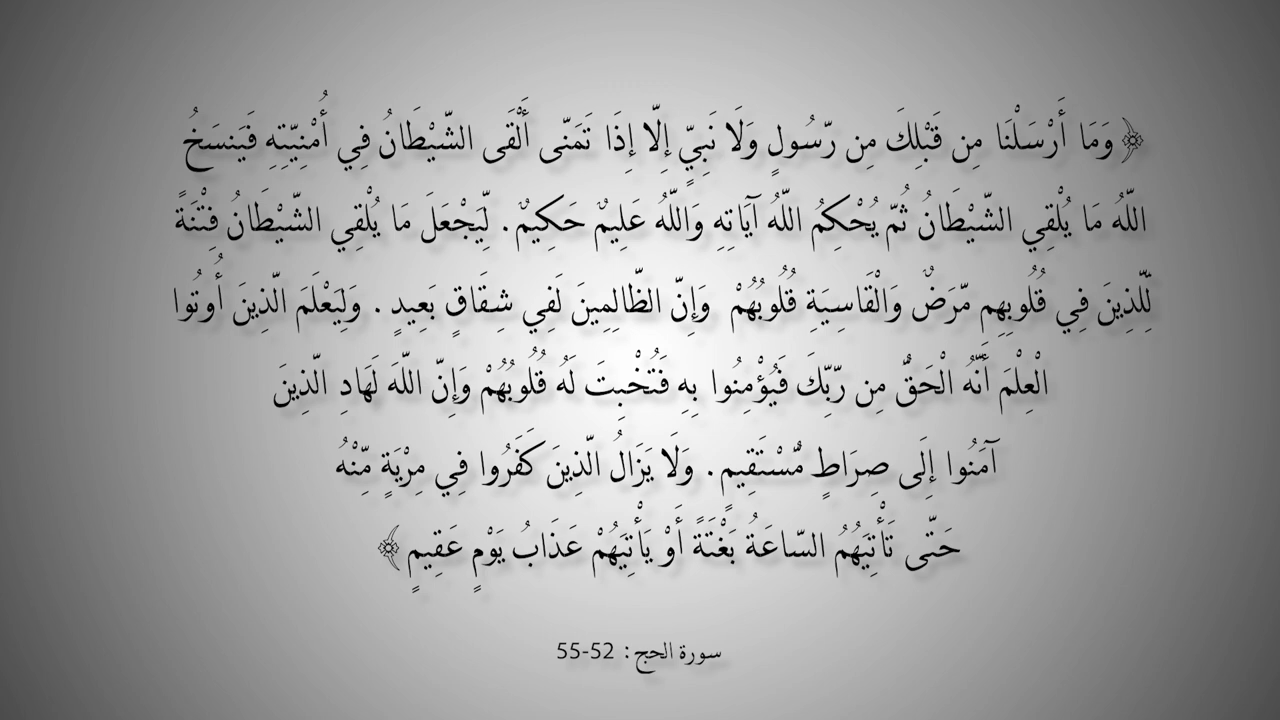 ﴿ وَمَا أَرْسَلْنَا مِن قَبْلِكَ مِن رَّسُولٍ وَلَا نَبِيٍّ إِلَّا إِذَا تَمَنَّى أَلْقَى الشَّيْطَانُ فِي أُمْنِيَّتِهِ فَيَنسَخُ
اللَّهُ مَا يُلْقِي الشَّيْطَانُ ثُمَّ يُحْكِمُ اللَّهُ آيَاتِهِ وَاللَّهُ عَلِيمٌ حَكِيمٌ . لِّيَجْعَلَ مَا يُلْقِي الشَّيْطَانُ فِتْنَةً
لِّلَّذِينَ فِي قُلُوبِهِم مَّرَضٌ وَالْقَاسِيَةِ قُلُوبُهُمْ وَإِنَّ الظَّالِمِينَ لَفِي شِقَاقٍ بَعِيدٍ . وَلِيَعْلَمَ الَّذِينَ أُوتُوا
الْعِلْمَ أَنَّهُ الْحَقُّ مِن رَّبِّكَ فَيُؤْمِنُوا بِهِ فَتُخْبِتَ لَهُ قُلُوبُهُمْ وَإِنَّ اللَّهَ لَهَادِ الَّذِينَ
آمَنُوا إِلَى صِرَاطٍ مُّسْتَقِيمٍ . وَلَا يَزَالُ الَّذِينَ كَفَرُوا فِي مِرْيَةٍ مِّنْهُ
حَتَّى تَأْتِيَهُمُ السَّاعَةُ بَغْتَةً أَوْ يَأْتِيَهُمْ عَذَابُ يَوْمٍ عَقِيمٍ ﴾
سورة الحج : 52-55